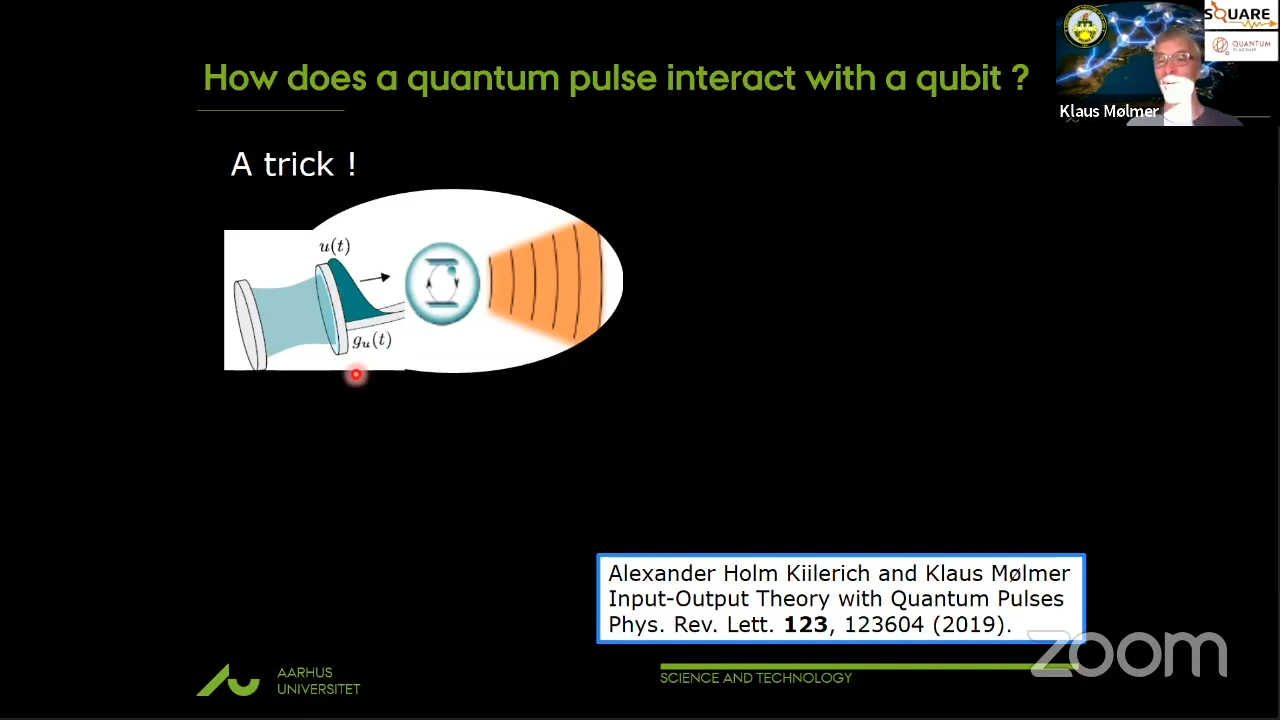 How does a quantum pulse interact with a qubit ?
SQUARE
QUANTUM
FLAGSHIP
Klaus Mølmer
A trick !
u(t)
gᵤ(t)
Alexander Holm Kiilerich and Klaus Mølmer
Input-Output Theory with Quantum Pulses
Phys. Rev. Lett. 123, 123604 (2019).
zoom
AARHUS
UNIVERSITET
SCIENCE AND TECHNOLOGY